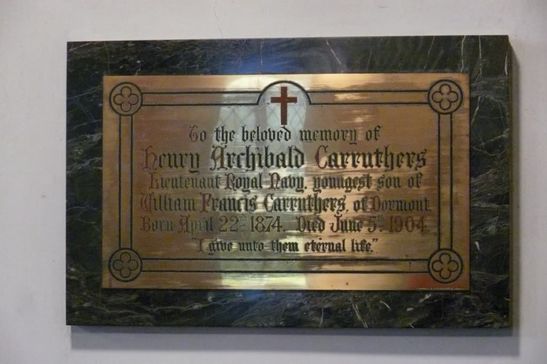 To the beloved memory of
Henry Archibald Carruthers
Lieutenant Royal Navy, youngest son of
William Francis Carruthers, of Dormont
Born April 22nd 1874. Died June 5th 1904
"I give unto them eternal life."